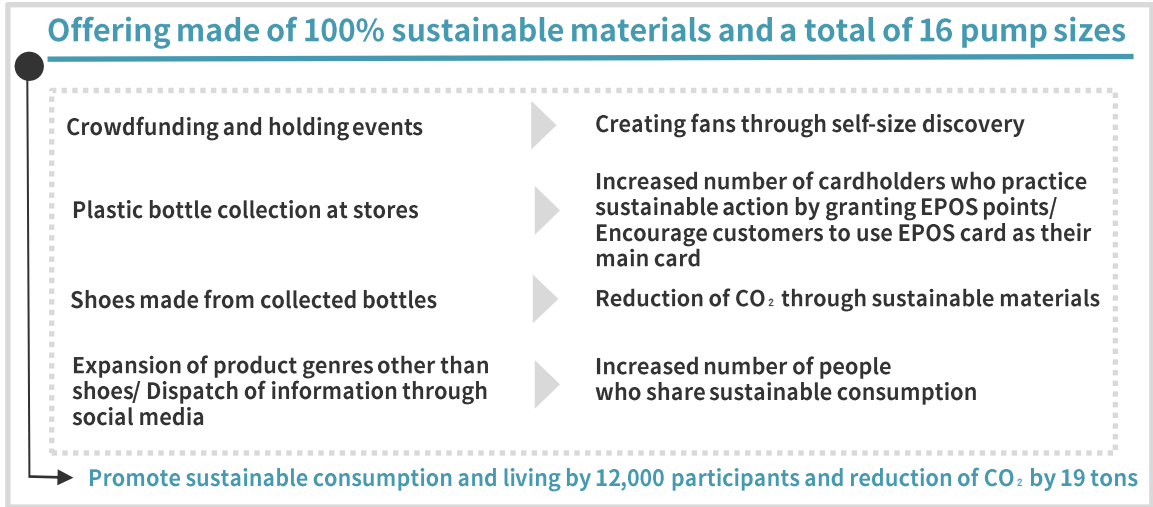 Offering made of 100% sustainable materials and a total of 16 pump sizes
Crowdfunding and holding events
Creating fans through self-size discovery
Plastic bottle collection at stores
Increased number of cardholders who practice
sustainable action by granting EPOS points/
Encourage customers to use EPOS card as their
main card
Shoes made from collected bottles
Reduction of CO₂ through sustainable materials
Expansion of product genres other than
shoes/ Dispatch of information through
social media
Increased number of people
who share sustainable consumption
Promote sustainable consumption and living by 12,000 participants and reduction of CO₂ by 19 tons